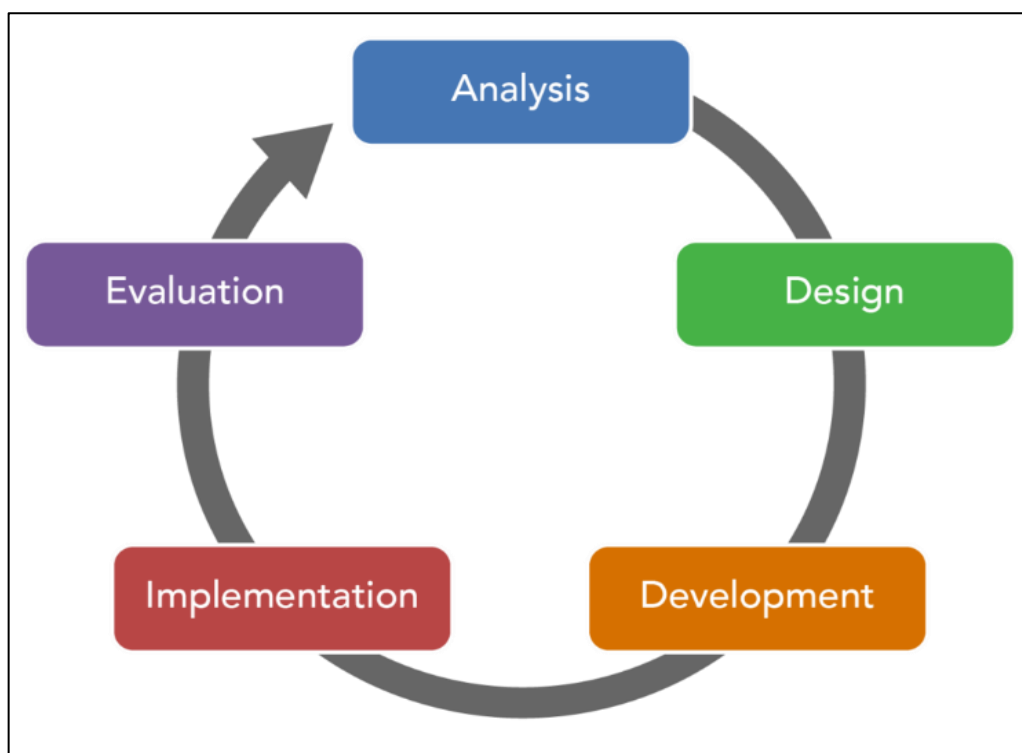 Analysis
Design
Development
Implementation
Evaluation